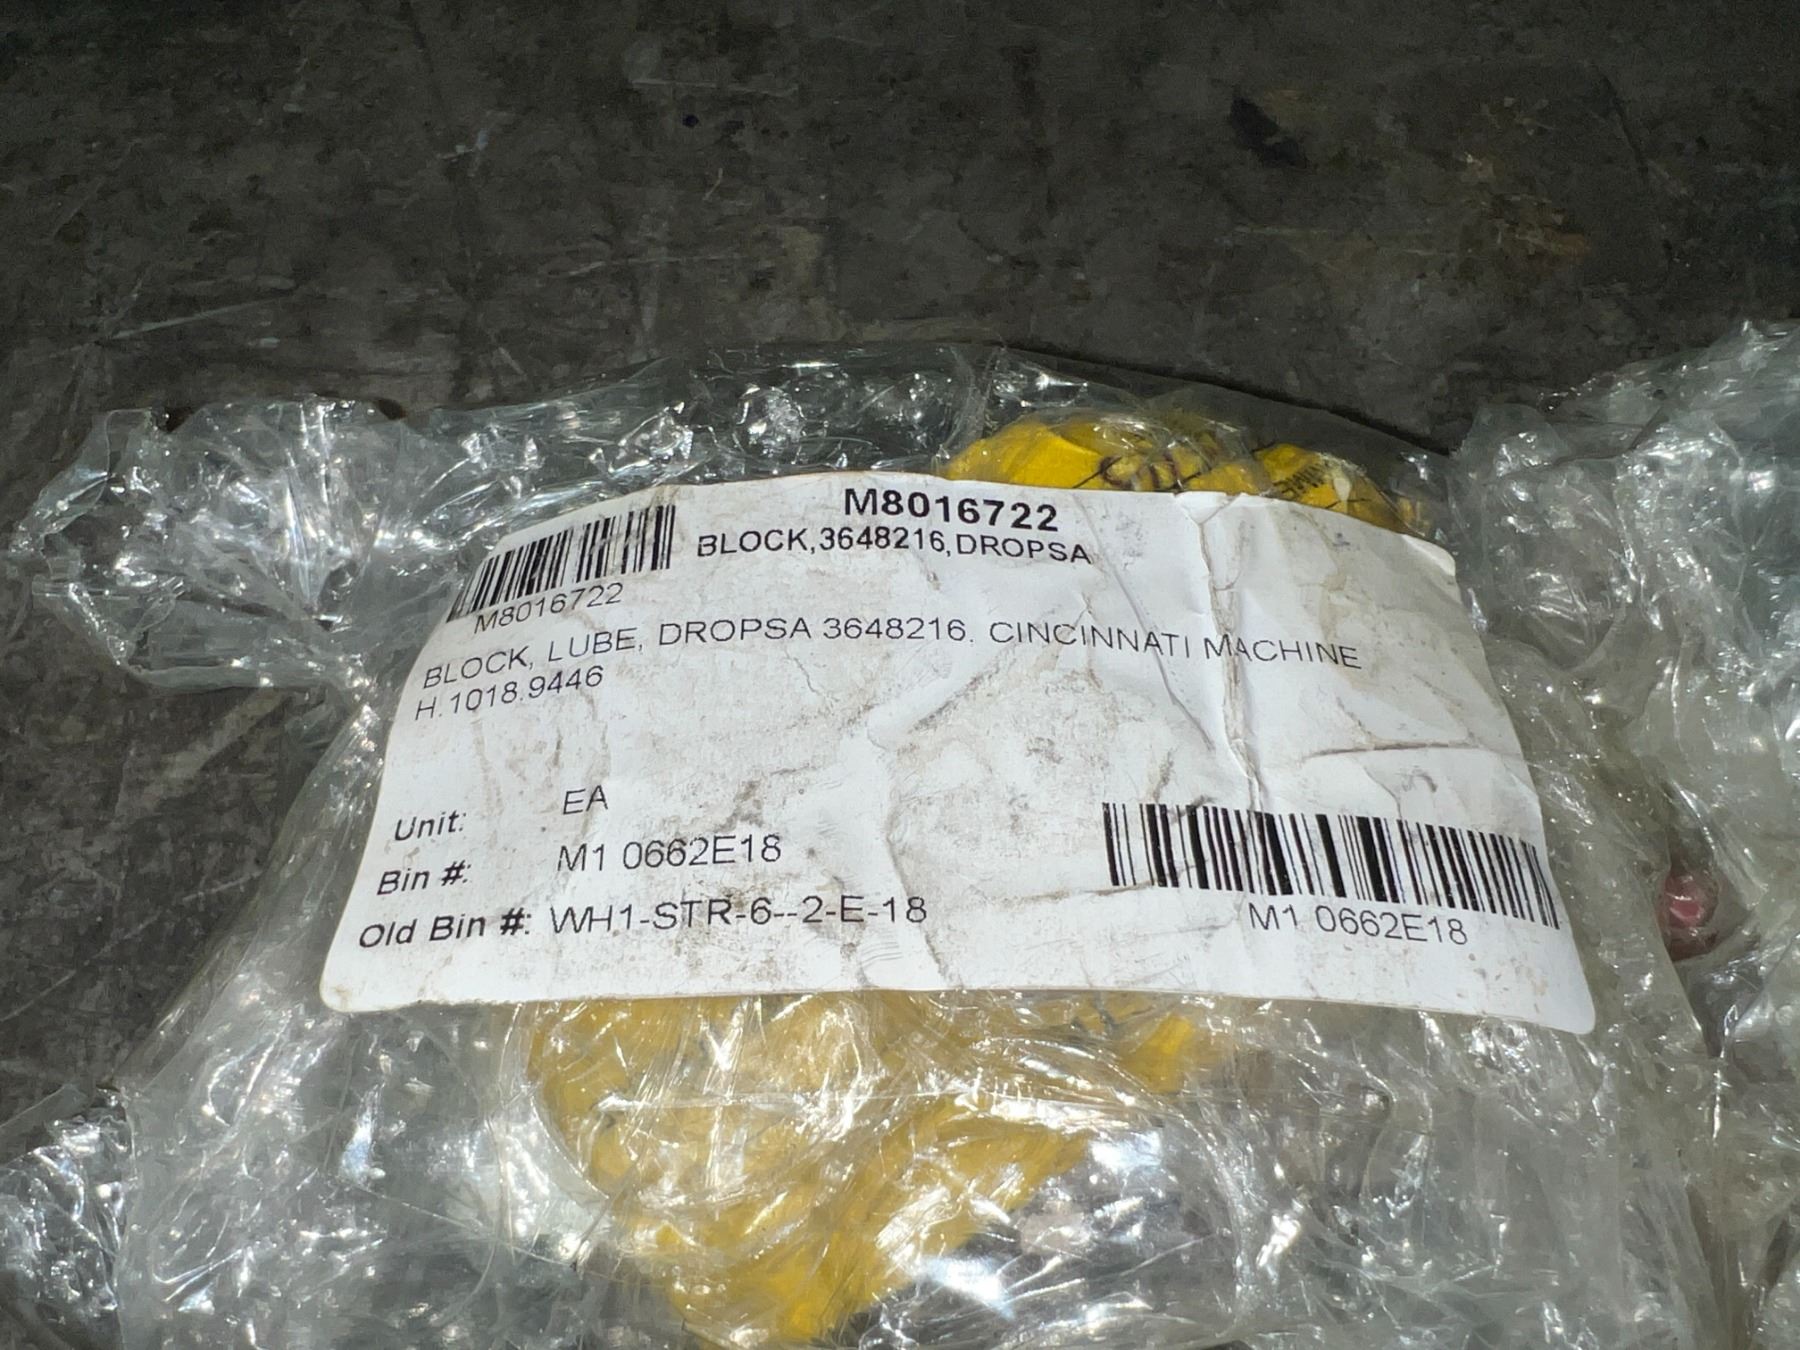 M8016722
BLOCK,3648216,DROPSA
M8016722
BLOCK, LUBE, DROPSA 3648216. CINCINNATI MACHINE
H.1018.9446
Unit: EA
Bin #: M1 0662E18
Old Bin #: WH1-STR-6--2-E-18
M1 0662E18